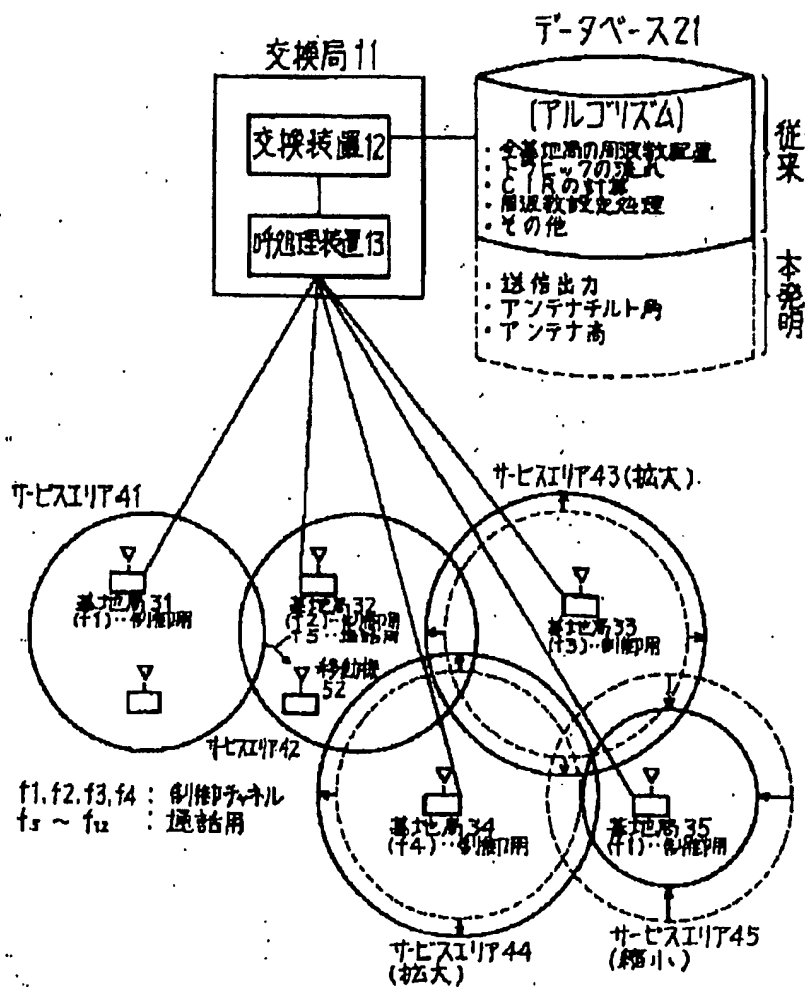 データベース21
交換局11
(アルゴリズム)
交換装置12
・全基地局の周波数配置
・トラヒックの流れ
・CIRの計算
・周波数設定処理
・その他
従来
呼処理装置13
・送信出力
・アンテナチルト角
・アンテナ高
本発明
サービスエリア41
サービスエリア43(拡大)
基地局31
(f1)‥制御用
基地局32
(f2)‥制御用
f5‥通話用
基地局33
(f3)‥制御用
移動機
52
サービスエリア42
f1,f2,f3,f4:制御チャネル
f5~f12:通話用
基地局34
(f4)‥制御用
基地局35
(f1)‥制御用
サービスエリア44
(拡大)
サービスエリア45
(縮小)